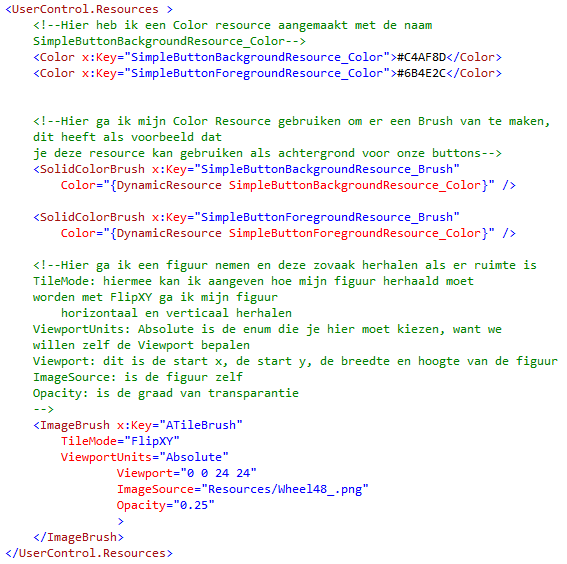 <UserControl.Resources >
<!--Hier heb ik een Color resource aangemaakt met de naam
SimpleButtonBackgroundResource_Color-->
<Color x:Key="SimpleButtonBackgroundResource_Color">#C4AF8D</Color>
<Color x:Key="SimpleButtonForegroundResource_Color">#6B4E2C</Color>
<!--Hier ga ik mijn Color Resource gebruiken om er een Brush van te maken,
dit heeft als voorbeeld dat
je deze resource kan gebruiken als achtergrond voor onze buttons-->
<SolidColorBrush x:Key="SimpleButtonBackgroundResource_Brush"
Color="{DynamicResource SimpleButtonBackgroundResource_Color}" />
<SolidColorBrush x:Key="SimpleButtonForegroundResource_Brush"
Color="{DynamicResource SimpleButtonForegroundResource_Color}" />
<!--Hier ga ik een figuur nemen en deze zovaak herhalen als er ruimte is
TileMode: hiermee kan ik aangeven hoe mijn figuur herhaald moet
worden met FlipXY ga ik mijn figuur
horizontaal en verticaal herhalen
ViewportUnits: Absolute is de enum die je hier moet kiezen, want we
willen zelf de Viewport bepalen
Viewport: dit is de start x, de start y, de breedte en hoogte van de figuur
ImageSource: is de figuur zelf
Opacity: is de graad van transparantie
-->
<ImageBrush x:Key="ATileBrush"
TileMode="FlipXY"
ViewportUnits="Absolute"
Viewport="0 0 24 24"
ImageSource="Resources/Wheel48_.png"
Opacity="0.25"
>
</ImageBrush>
</UserControl.Resources>